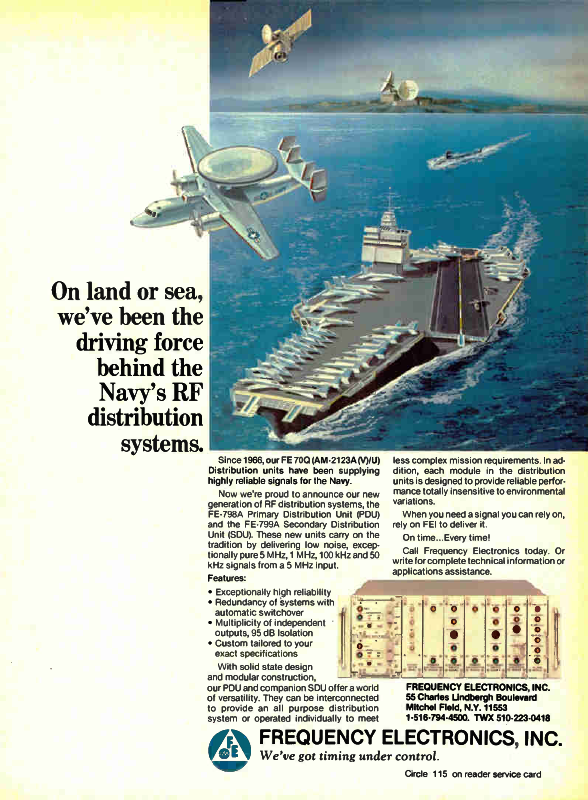 On land or sea,
we've been the
driving force
behind the
Navy's RF
distribution
systems.
Since 1966, our FE 70Q (AM-2123A (V)/U)
Distribution units have been supplying
highly reliable signals for the Navy.
Now we're proud to announce our new
generation of RF distribution systems, the
FE-798A Primary Distribution Unit (PDU)
and the FE-799A Secondary Distribution
Unit (SDU). These new units carry on the
tradition by delivering low noise, excep-
tionally pure 5 MHz, 1 MHz, 100 kHz and 50
kHz signals from a 5 MHz input.
Features:
• Exceptionally high reliability
• Redundancy of systems with
automatic switchover
• Multiplicity of independent
outputs, 95 dB Isolation
• Custom tailored to your
exact specifications
With solid state design
and modular construction,
our PDU and companion SDU offer a world
of versatility. They can be interconnected
to provide an all purpose distribution
system or operated individually to meet
less complex mission requirements. In ad-
dition, each module in the distribution
units is designed to provide reliable perfor-
mance totally insensitive to environmental
variations.
When you need a signal you can rely on,
rely on FEI to deliver it.
On time...Every time!
Call Frequency Electronics today. Or
write for complete technical information or
applications assistance.
FREQUENCY ELECTRONICS, INC.
55 Charles Lindbergh Boulevard
Mitchel Field, N.Y. 11553
1-516-794-4500. TWX 510-223-0418
FEI
FREQUENCY ELECTRONICS, INC.
We've got timing under control.
Circle 115 on reader service card